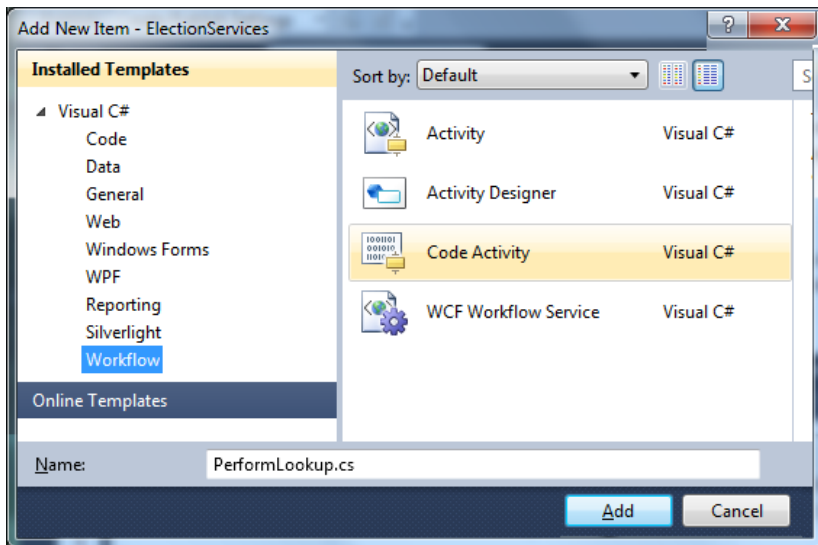 Add New Item - ElectionServices
Installed Templates
Visual C#
Code
Data
General
Web
Windows Forms
WPF
Reporting
Silverlight
Workflow
Online Templates
Sort by: Default
Activity Visual C#
Activity Designer Visual C#
Code Activity Visual C#
WCF Workflow Service Visual C#
Name: PerformLookup.cs
Add Cancel